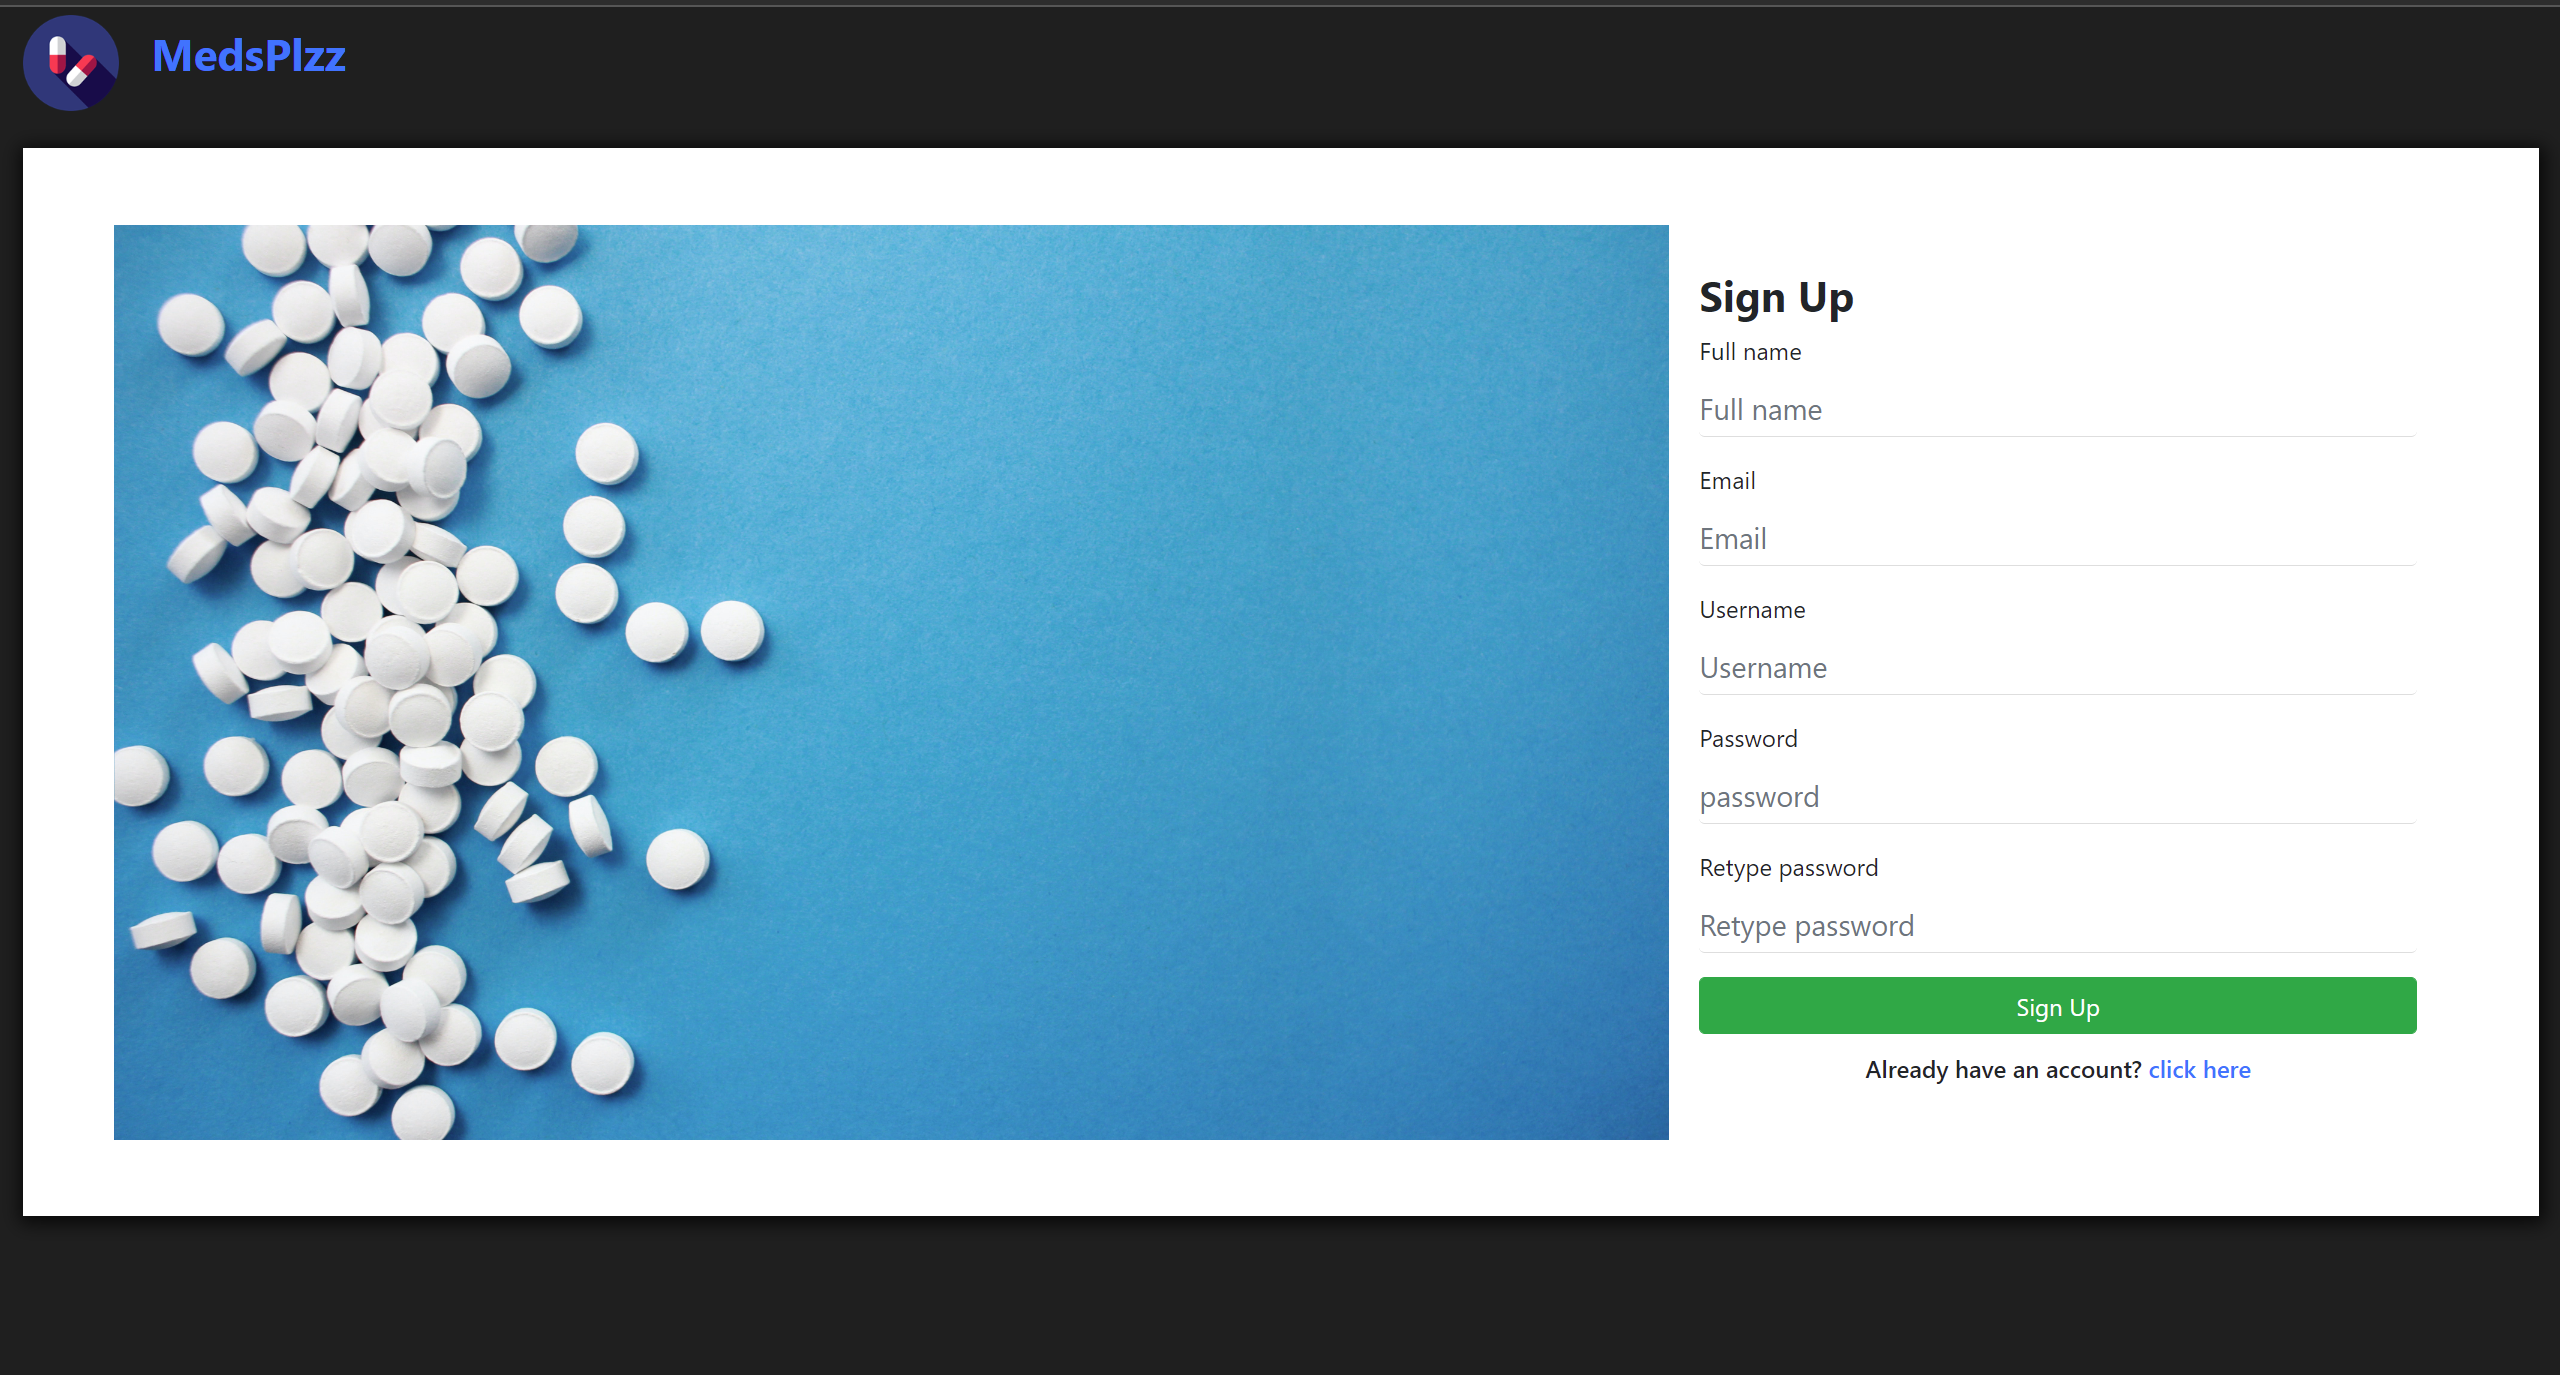 MedsPlzz
Sign Up
Full name
Full name
Email
Email
Username
Username
Password
password
Retype password
Retype password
Sign Up
Already have an account? click here